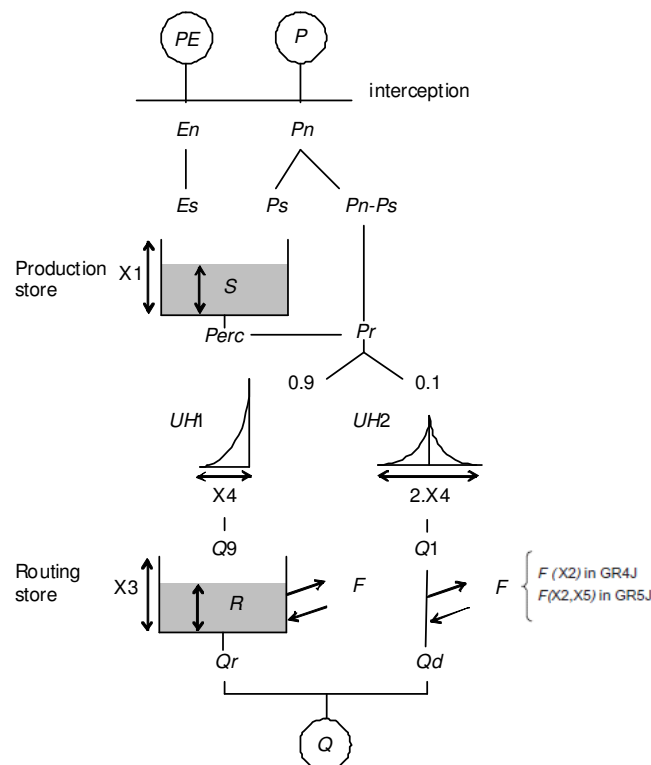 PE P
interception
En Pn
Es Ps Pn-Ps
Production store X1 S
Perc Pr
0.9 0.1
UH1 UH2
X4 2.X4
Q9 Q1
Routing store X3 R F F F (X2) in GR4J
F(X2,X5) in GR5J
Qr Qd
Q